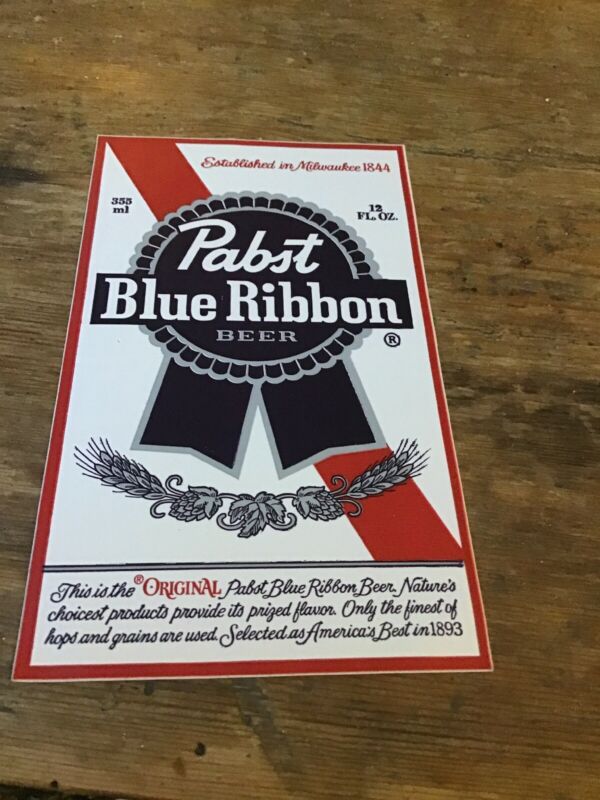 Established in Milwaukee 1844
355
ml
12
FL. OZ.
Pabst
Blue Ribbon
BEER
®
This is the ®ORIGINAL Pabst Blue Ribbon Beer. Nature's
choicest products provide its prized flavor. Only the finest of
hops and grains are used. Selected as America's Best in 1893